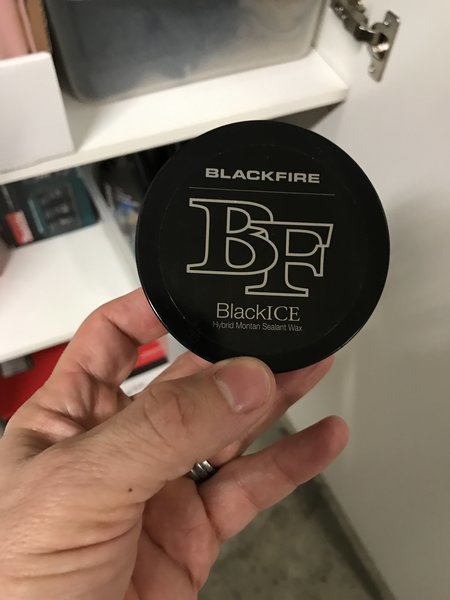 BLACKFIRE
BF
BlackICE
Hybrid Montan Sealant Wax